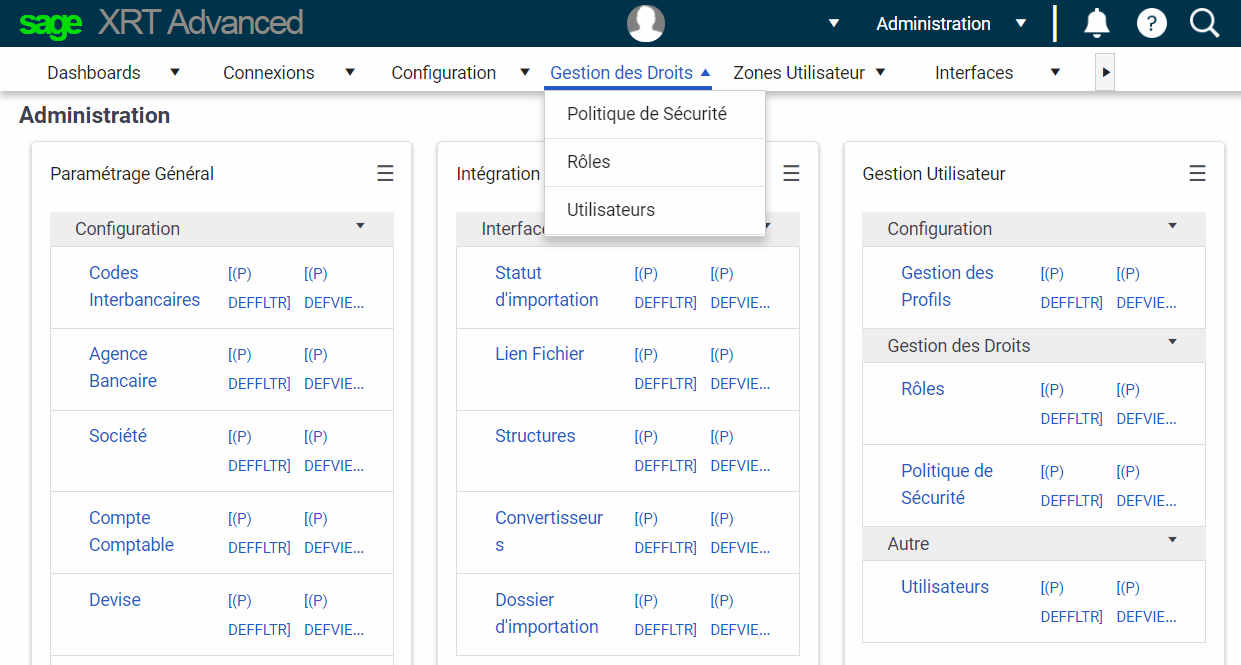 sage XRT Advanced
Administration
?
Dashboards Connexions Configuration Gestion des Droits Zones Utilisateur Interfaces
Politique de Sécurité
Rôles
Utilisateurs
Administration
Paramétrage Général
Configuration
Codes Interbancaires
[(P) DEFFLTR]
[(P) DEFVIE...
Agence Bancaire
[(P) DEFFLTR]
[(P) DEFVIE...
Société
[(P) DEFFLTR]
[(P) DEFVIE...
Compte Comptable
[(P) DEFFLTR]
[(P) DEFVIE...
Devise
[(P) DEFFLTR]
[(P) DEFVIE...
Intégration
Statut d'importation
[(P) DEFFLTR]
[(P) DEFVIE...
Lien Fichier
[(P) DEFFLTR]
[(P) DEFVIE...
Structures
[(P) DEFFLTR]
[(P) DEFVIE...
Convertisseurs
[(P) DEFFLTR]
[(P) DEFVIE...
Dossier d'importation
[(P) DEFFLTR]
[(P) DEFVIE...
Gestion Utilisateur
Configuration
Gestion des Profils
[(P) DEFFLTR]
[(P) DEFVIE...
Gestion des Droits
Rôles
[(P) DEFFLTR]
[(P) DEFVIE...
Politique de Sécurité
[(P) DEFFLTR]
[(P) DEFVIE...
Autre
Utilisateurs
[(P) DEFFLTR]
[(P) DEFVIE...